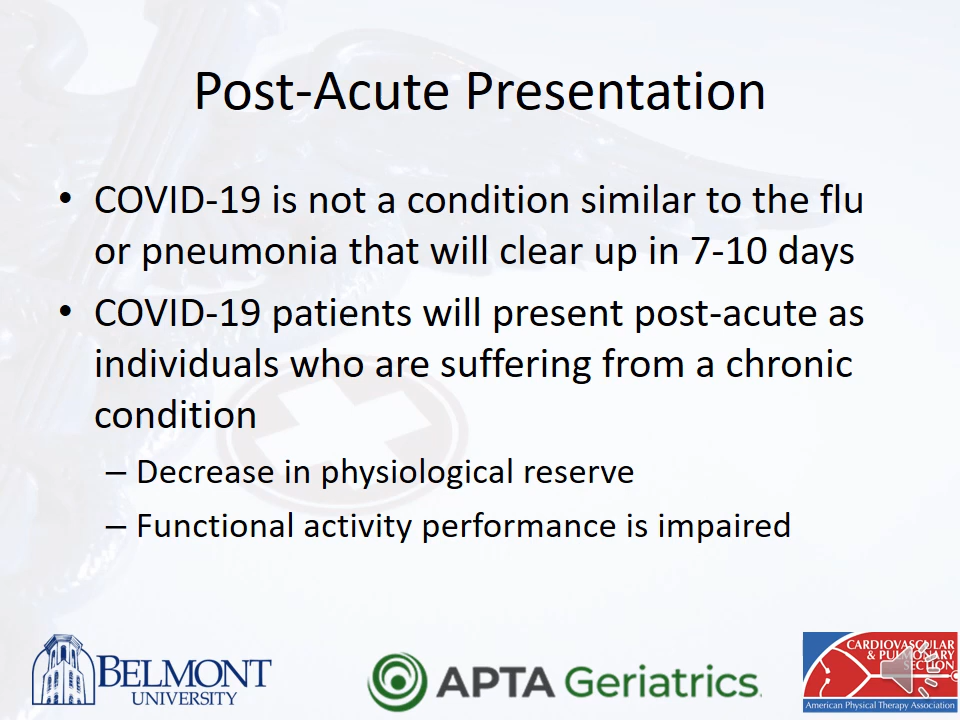 Post-Acute Presentation
• COVID-19 is not a condition similar to the flu
or pneumonia that will clear up in 7-10 days
• COVID-19 patients will present post-acute as
individuals who are suffering from a chronic
condition
– Decrease in physiological reserve
– Functional activity performance is impaired
BELMONT
UNIVERSITY
APTA Geriatrics.
CARDIOVASCULAR
& PULMONARY
SECTION
American Physical Therapy Association